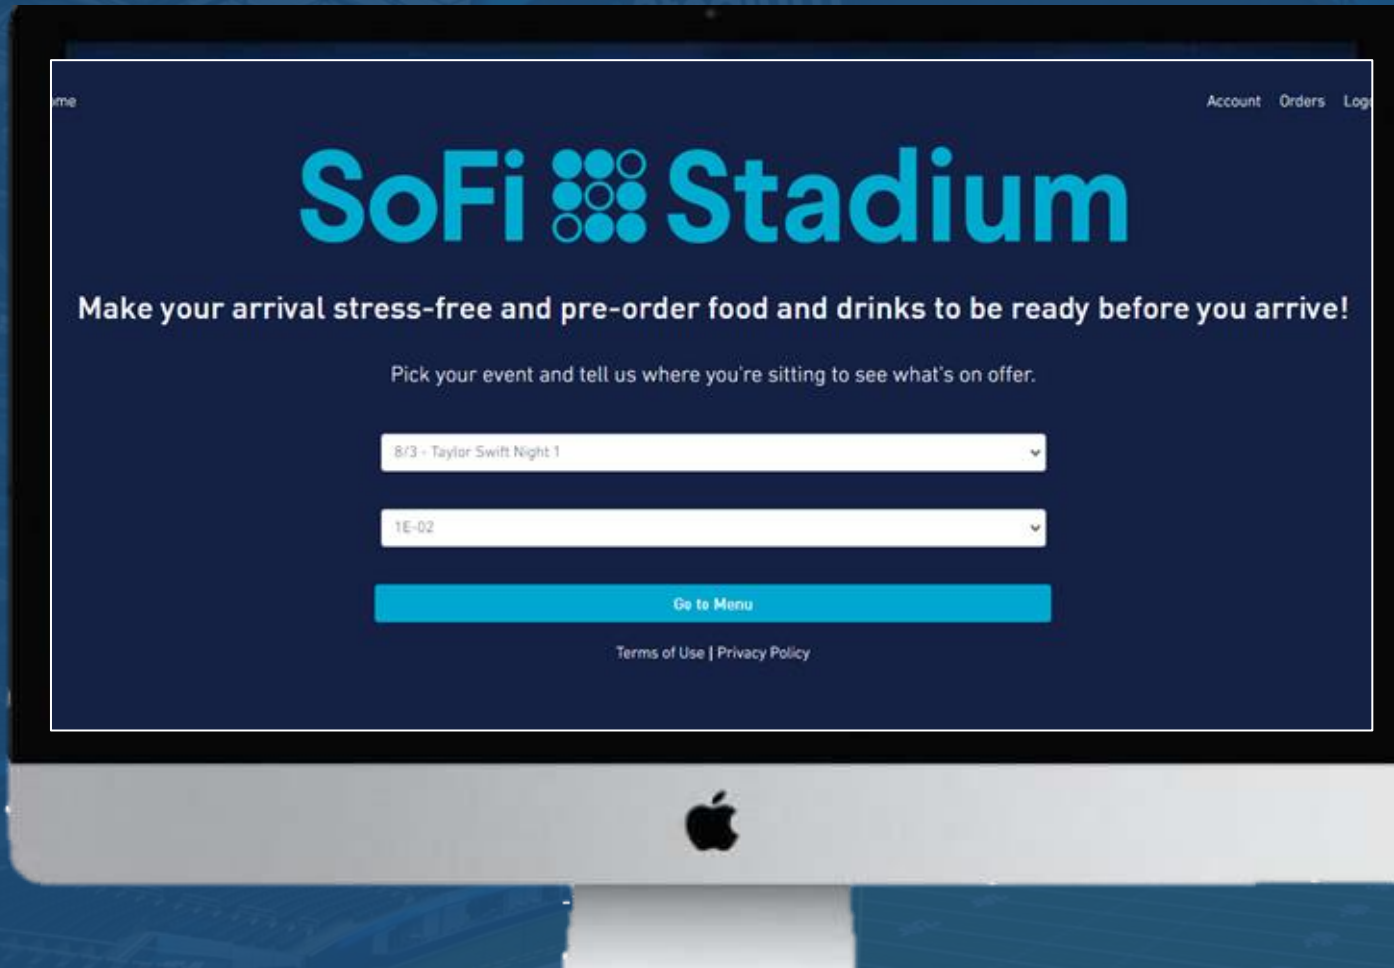 ome
Account Orders Logo
SoFi Stadium
Make your arrival stress-free and pre-order food and drinks to be ready before you arrive!
Pick your event and tell us where you're sitting to see what's on offer.
8/3 - Taylor Swift Night 1
1E-02
Go to Menu
Terms of Use | Privacy Policy